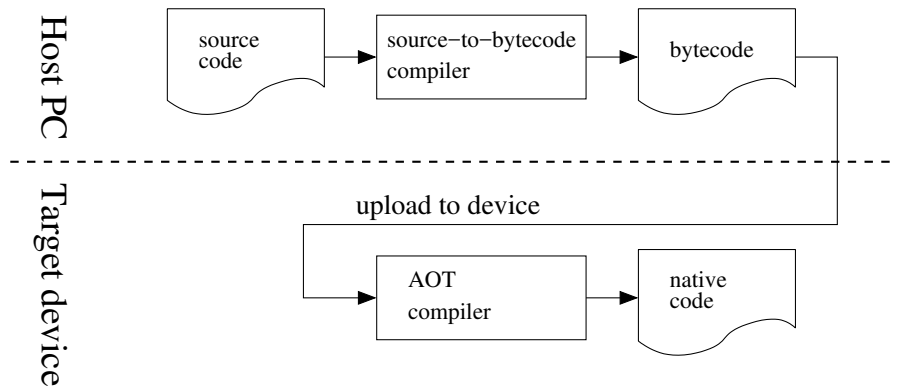 Host PC
source
code
source−to−bytecode
compiler
bytecode
Target device
upload to device
AOT
compiler
native
code